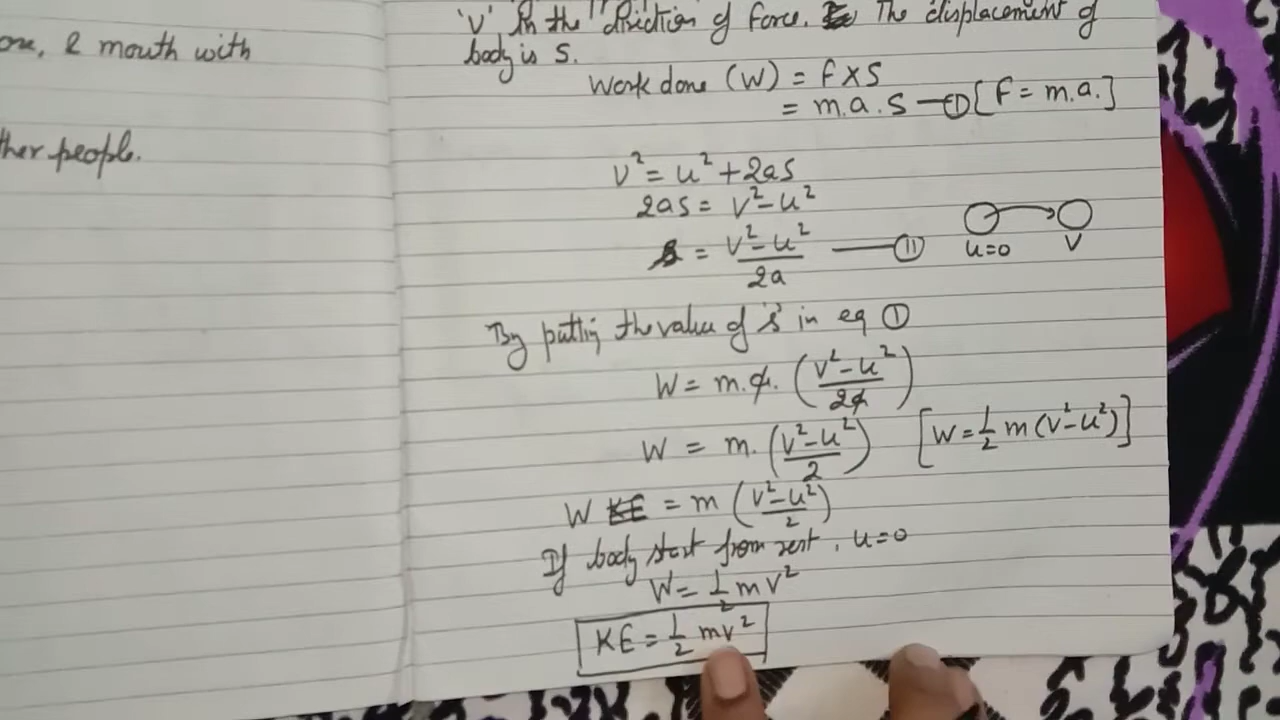 one, & mouth with
ther people.
'v' in the direction of force. The displacement of
body is s.
Work done (W) = F × S
= m.a.s — ① [F = m.a.]
v² = u² + 2as
2as = v² - u²
s = v² - u² / 2a —— ⑪
u=0 v
By putting the value of 's' in eq ①
W = m.a. (v² - u² / 2a)
W = m. (v² - u² / 2) [W = 1/2 m (v² - u²)]
W KE = m (v² - u² / 2)
If body start from rest, u=0
W = 1/2 mv²
KE = 1/2 mv²